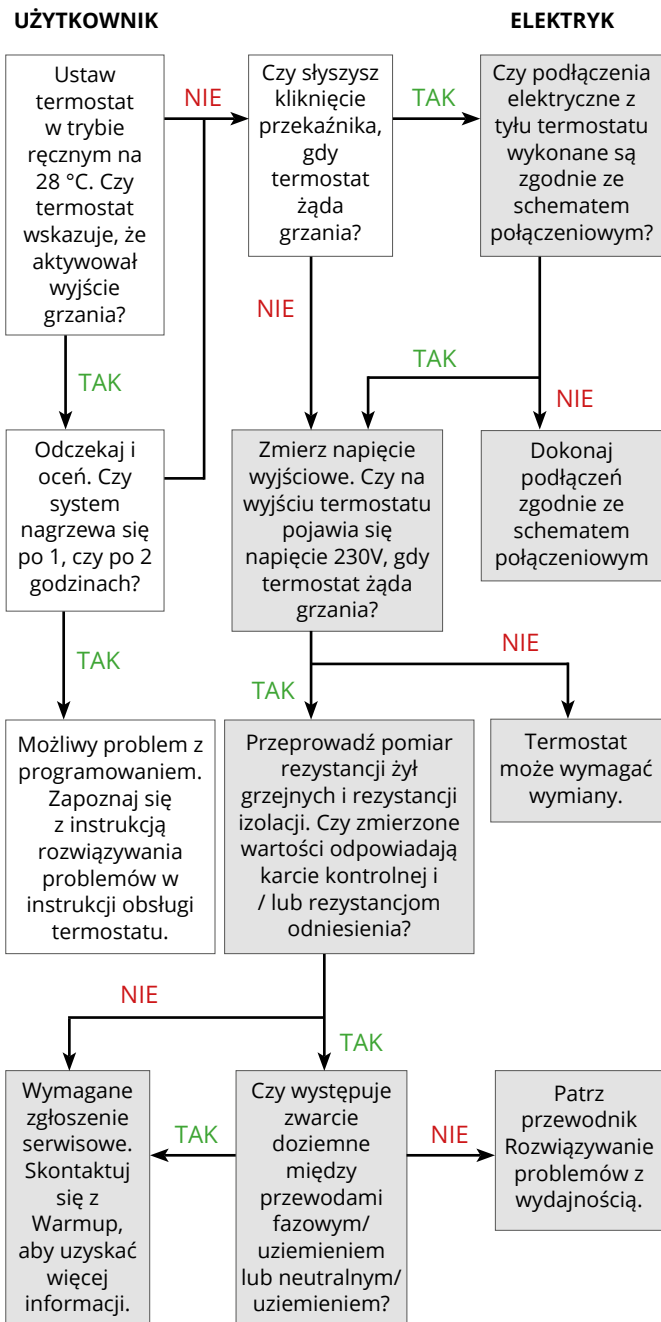 UŻYTKOWNIK
ELEKTRYK
Ustaw
termostat
w trybie
ręcznym na
28 °C. Czy
termostat
wskazuje, że
aktywował
wyjście
grzania?
NIE
Czy słyszysz
kliknięcie
przekaźnika,
gdy
termostat
żąda
grzania?
TAK
Czy podłączenia
elektryczne z
tyłu termostatu
wykonane są
zgodnie ze
schematem
połączeniowym?
TAK
NIE
TAK
NIE
Odczekaj i
oceń. Czy
system
nagrzewa się
po 1, czy po 2
godzinach?
Zmierz napięcie
wyjściowe. Czy na
wyjściu termostatu
pojawia się
napięcie 230V, gdy
termostat żąda
grzania?
Dokonaj
podłączeń
zgodnie ze
schematem
połączeniowym
TAK
TAK
NIE
Możliwy problem z
programowaniem.
Zapoznaj się
z instrukcją
rozwiązywania
problemów w
instrukcji obsługi
termostatu.
Przeprowadź pomiar
rezystancji żył
grzejnych i rezystancji
izolacji. Czy zmierzone
wartości odpowiadają
karcie kontrolnej i
/ lub rezystancjom
odniesienia?
Termostat
może wymagać
wymiany.
NIE
TAK
Wymagane
zgłoszenie
serwisowe.
Skontaktuj
się z
Warmup,
aby uzyskać
więcej
informacji.
TAK
Czy występuje
zwarcie
doziemne
między
przewodami
fazowym/
uziemieniem
lub neutralnym/
uziemieniem?
NIE
Patrz
przewodnik
Rozwiązywanie
problemów z
wydajnością.